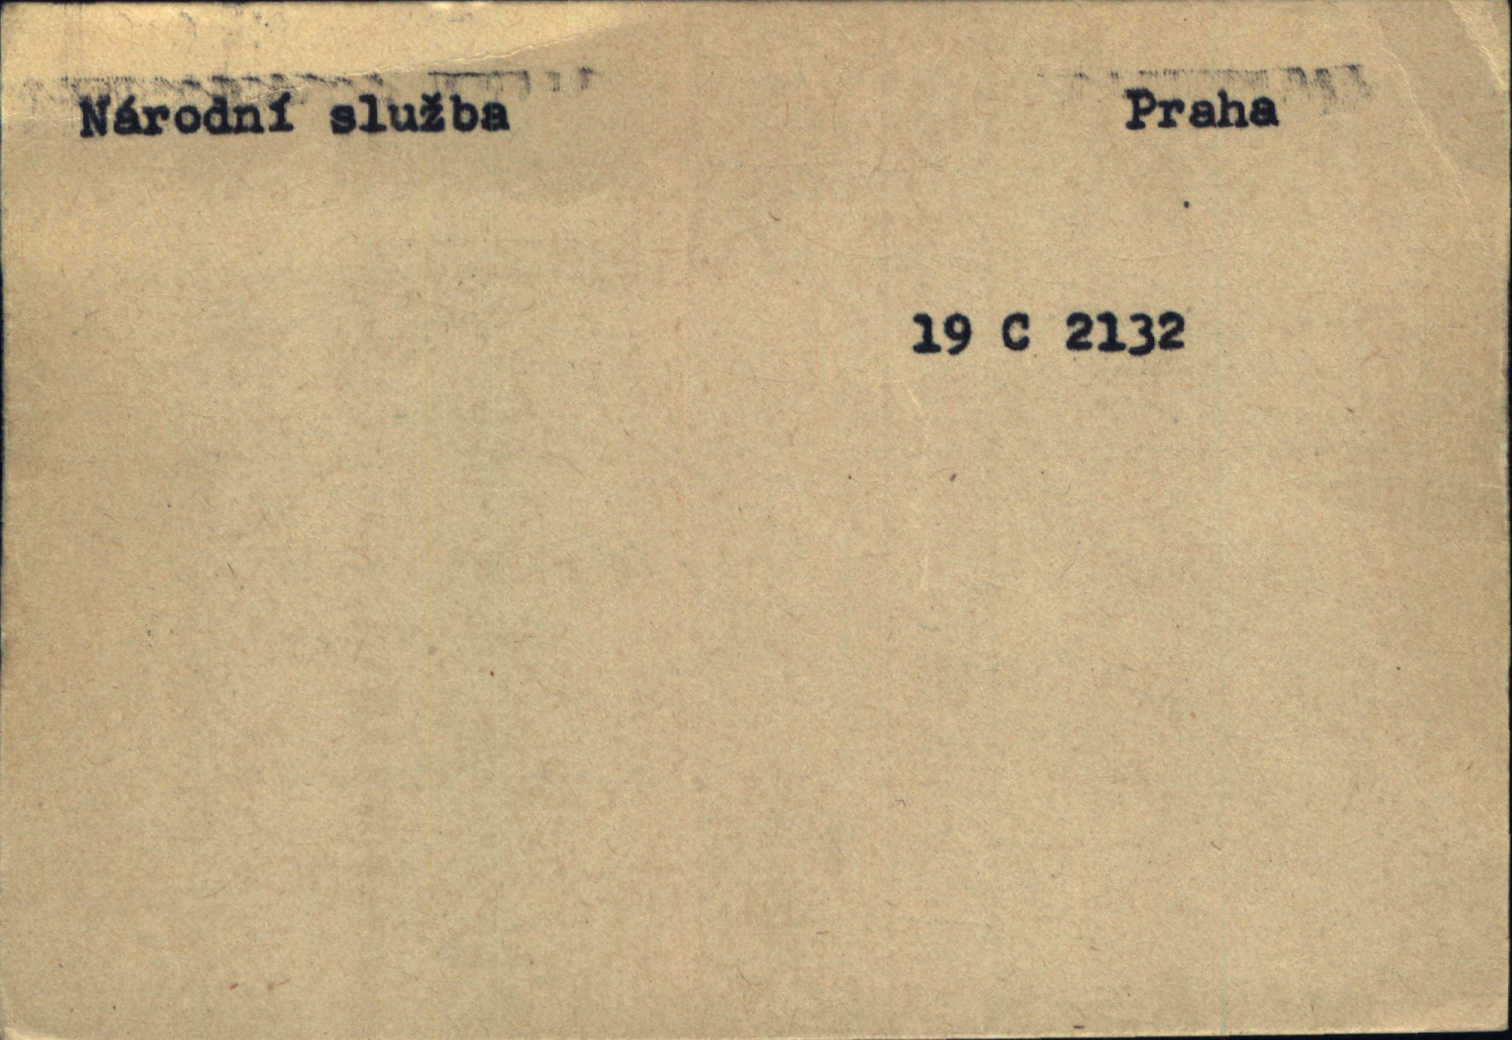 Národní služba Praha
19 C 2132